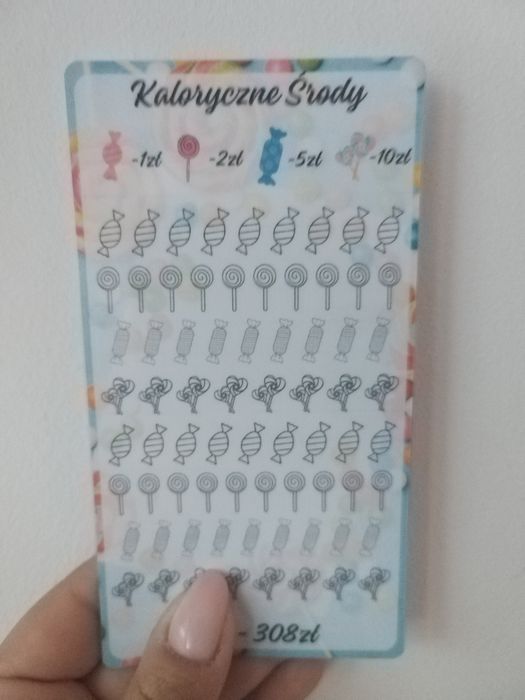 Kaloryczne Środy
-1zł -2zł -5zł -10zł
- 308zł